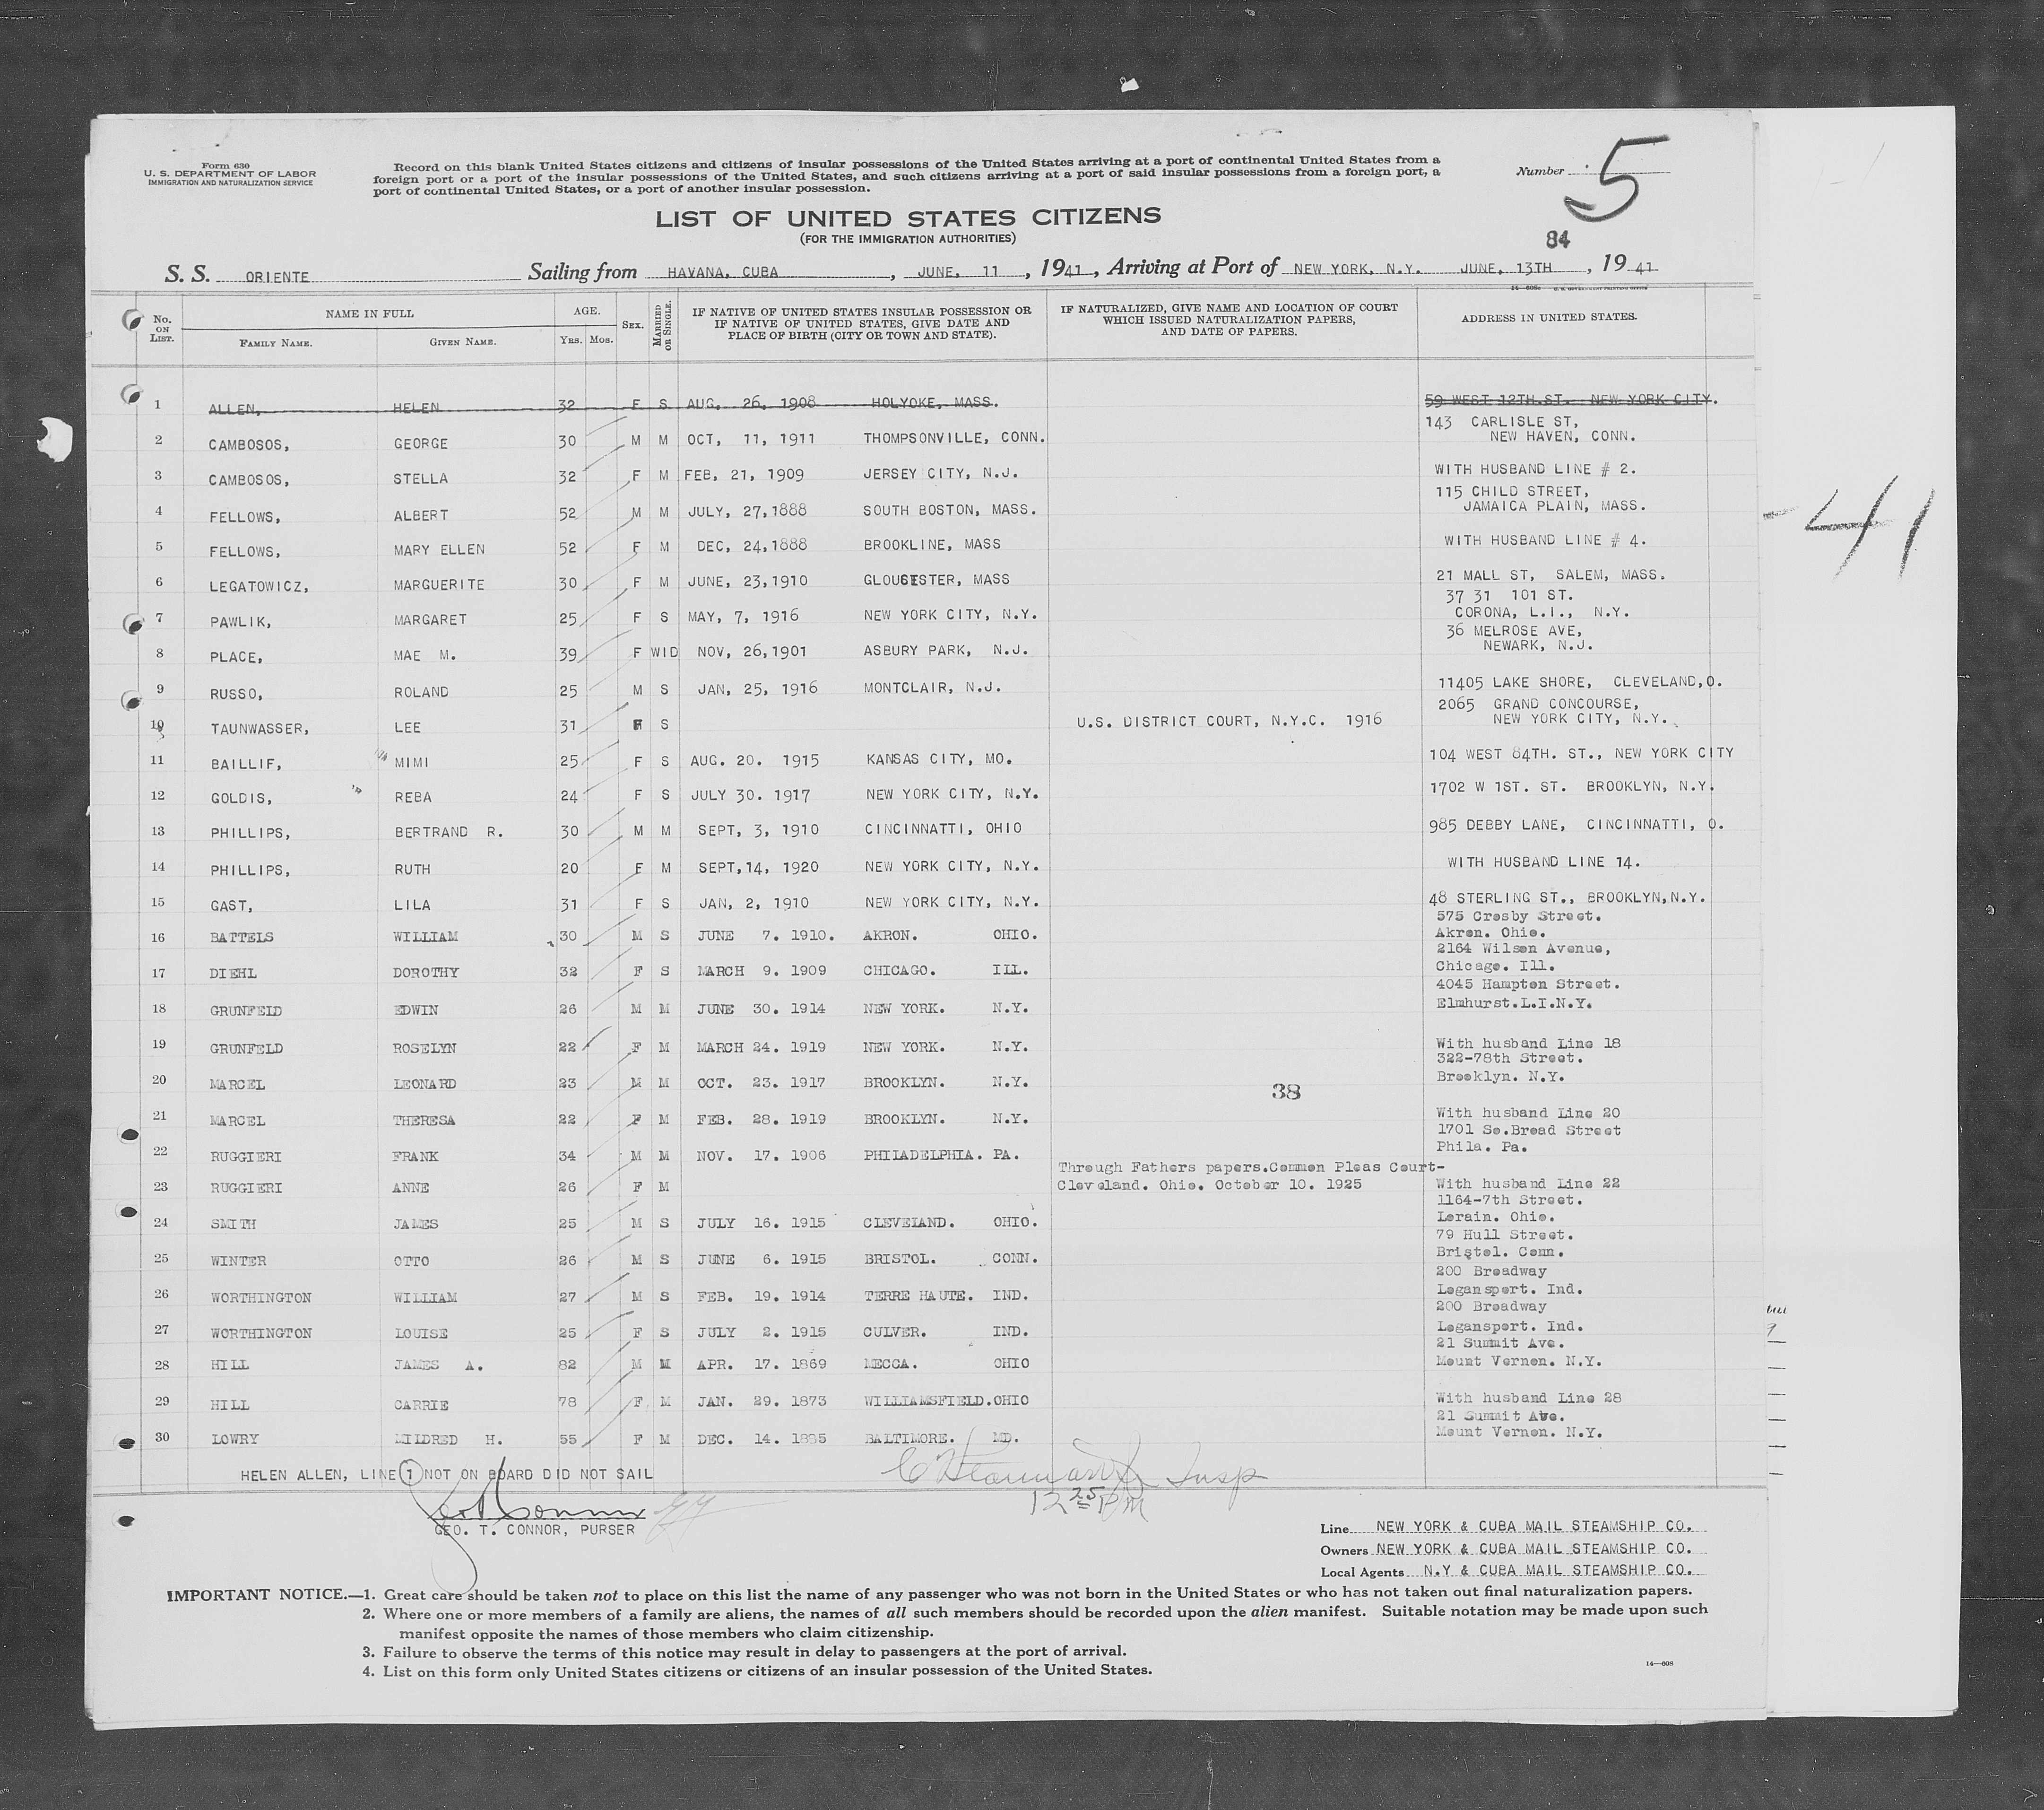 Form 630
U. S. DEPARTMENT OF LABOR
IMMIGRATION AND NATURALIZATION SERVICE
Record on this blank United States citizens and citizens of insular possessions of the United States arriving at a port of continental United States from a
foreign port or a port of the insular possessions of the United States, and such citizens arriving at a port of said insular possessions from a foreign port, a
port of continental United States, or a port of another insular possession.
Number 5
LIST OF UNITED STATES CITIZENS
(FOR THE IMMIGRATION AUTHORITIES)
84
S. S. ORIENTE Sailing from HAVANA, CUBA, JUNE, 11, 1941, Arriving at Port of NEW YORK, N.Y. JUNE, 13TH, 1941
No. ON LIST. NAME IN FULL FAMILY NAME. GIVEN NAME. AGE. YRS. MOS. SEX. MARRIED OR SINGLE. IF NATIVE OF UNITED STATES INSULAR POSSESSION OR IF NATIVE OF UNITED STATES, GIVE DATE AND PLACE OF BIRTH (CITY OR TOWN AND STATE). IF NATURALIZED, GIVE NAME AND LOCATION OF COURT WHICH ISSUED NATURALIZATION PAPERS, AND DATE OF PAPERS. ADDRESS IN UNITED STATES.
1 ALLEN, HELEN 32 F S AUG, 26, 1908 HOLYOKE, MASS. 59 WEST 12TH.ST. NEW YORK CITY.
2 CAMBOSOS, GEORGE 30 M M OCT, 11, 1911 THOMPSONVILLE, CONN. 143 CARLISLE ST, NEW HAVEN, CONN.
3 CAMBOSOS, STELLA 32 F M FEB, 21, 1909 JERSEY CITY, N.J. WITH HUSBAND LINE # 2.
4 FELLOWS, ALBERT 52 M M JULY, 27, 1888 SOUTH BOSTON, MASS. 115 CHILD STREET, JAMAICA PLAIN, MASS.
5 FELLOWS, MARY ELLEN 52 F M DEC, 24, 1888 BROOKLINE, MASS WITH HUSBAND LINE # 4.
6 LEGATOWICZ, MARGUERITE 30 F M JUNE, 23, 1910 GLOUCESTER, MASS 21 MALL ST, SALEM, MASS.
7 PAWLIK, MARGARET 25 F S MAY, 7, 1916 NEW YORK CITY, N.Y. 37 31 101 ST. CORONA, L.I., N.Y.
8 PLACE, MAE M. 39 F WID NOV, 26, 1901 ASBURY PARK, N.J. 36 MELROSE AVE, NEWARK, N.J.
9 RUSSO, ROLAND 25 M S JAN, 25, 1916 MONTCLAIR, N.J. 11405 LAKE SHORE, CLEVELAND, O.
10 TAUNWASSER, LEE 31 F S U.S. DISTRICT COURT, N.Y.C. 1916 2065 GRAND CONCOURSE, NEW YORK CITY, N.Y.
11 BAILLIF, MIMI 25 F S AUG. 20. 1915 KANSAS CITY, MO. 104 WEST 84TH. ST., NEW YORK CITY
12 GOLDIS, REBA 24 F S JULY 30. 1917 NEW YORK CITY, N.Y. 1702 W 1ST. ST. BROOKLYN, N.Y.
13 PHILLIPS, BERTRAND R. 30 M M SEPT, 3, 1910 CINCINNATTI, OHIO 985 DEBBY LANE, CINCINNATTI, O.
14 PHILLIPS, RUTH 20 F M SEPT, 14, 1920 NEW YORK CITY, N.Y. WITH HUSBAND LINE 14.
15 GAST, LILA 31 F S JAN, 2, 1910 NEW YORK CITY, N.Y. 48 STERLING ST., BROOKLYN, N.Y.
16 BATTELS WILLIAM 30 M S JUNE 7. 1910. AKRON. OHIO. 575 Crosby Street. Akron. Ohio.
17 DIEHL DOROTHY 32 F S MARCH 9. 1909 CHICAGO. ILL. 2164 Wilson Avenue, Chicago. Ill.
18 GRUNFELD EDWIN 26 M M JUNE 30. 1914 NEW YORK. N.Y. 4045 Hampton Street. Elmhurst.L.I.N.Y.
19 GRUNFELD ROSELYN 22 F M MARCH 24. 1919 NEW YORK. N.Y. With husband Line 18
20 MARCEL LEONARD 23 M M OCT. 23. 1917 BROOKLYN. N.Y. 322-78th Street. Brooklyn. N.Y.
38
21 MARCEL THERESA 22 F M FEB. 28. 1919 BROOKLYN. N.Y. With husband Line 20
22 RUGGIERI FRANK 34 M M NOV. 17. 1906 PHILADELPHIA. PA. 1701 So.Broad Street Phila. Pa.
23 RUGGIERI ANNE 26 F M Through Fathers papers.Common Pleas Court- Cleveland. Ohio. October 10. 1925 With husband Line 22
24 SMITH JAMES 25 M S JULY 16. 1915 CLEVELAND. OHIO. 1164-7th Street. Lorain. Ohio.
25 WINTER OTTO 26 M S JUNE 6. 1915 BRISTOL. CONN. 79 Hull Street. Bristol. Conn.
26 WORTHINGTON WILLIAM 27 M S FEB. 19. 1914 TERRE HAUTE. IND. 200 Broadway Logansport. Ind.
27 WORTHINGTON LOUISE 25 F S JULY 2. 1915 CULVER. IND. 200 Broadway Logansport. Ind.
28 HILL JAMES A. 82 M M APR. 17. 1869 MECCA. OHIO 21 Summit Ave. Mount Vernon. N.Y.
29 HILL CARRIE 78 F M JAN. 29. 1873 WILLIAMSFIELD.OHIO With husband Line 28
30 LOWRY MILDRED H. 55 F M DEC. 14. 1885 BALTIMORE. MD. 21 Summit Ave. Mount Vernon. N.Y.
HELEN ALLEN, LINE 1 NOT ON BOARD DID NOT SAIL
Insp
12 25 PM
GEO. T. CONNOR, PURSER
Line NEW YORK & CUBA MAIL STEAMSHIP CO.
Owners NEW YORK & CUBA MAIL STEAMSHIP CO.
Local Agents N.Y & CUBA MAIL STEAMSHIP CO.
IMPORTANT NOTICE.—1. Great care should be taken not to place on this list the name of any passenger who was not born in the United States or who has not taken out final naturalization papers.
2. Where one or more members of a family are aliens, the names of all such members should be recorded upon the alien manifest. Suitable notation may be made upon such
manifest opposite the names of those members who claim citizenship.
3. Failure to observe the terms of this notice may result in delay to passengers at the port of arrival.
4. List on this form only United States citizens or citizens of an insular possession of the United States.
14—608
-41